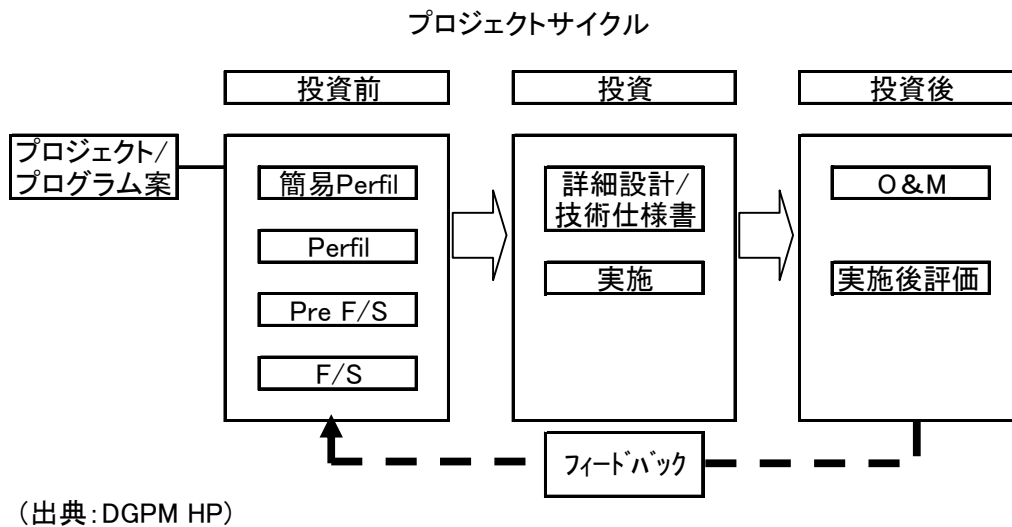 プロジェクトサイクル
投資前
投資
投資後
プロジェクト/
プログラム案
簡易Perfil
Perfil
Pre F/S
F/S
詳細設計/
技術仕様書
実施
O&M
実施後評価
ﾌｨｰﾄﾞﾊﾞｯｸ
（出典：DGPM HP）